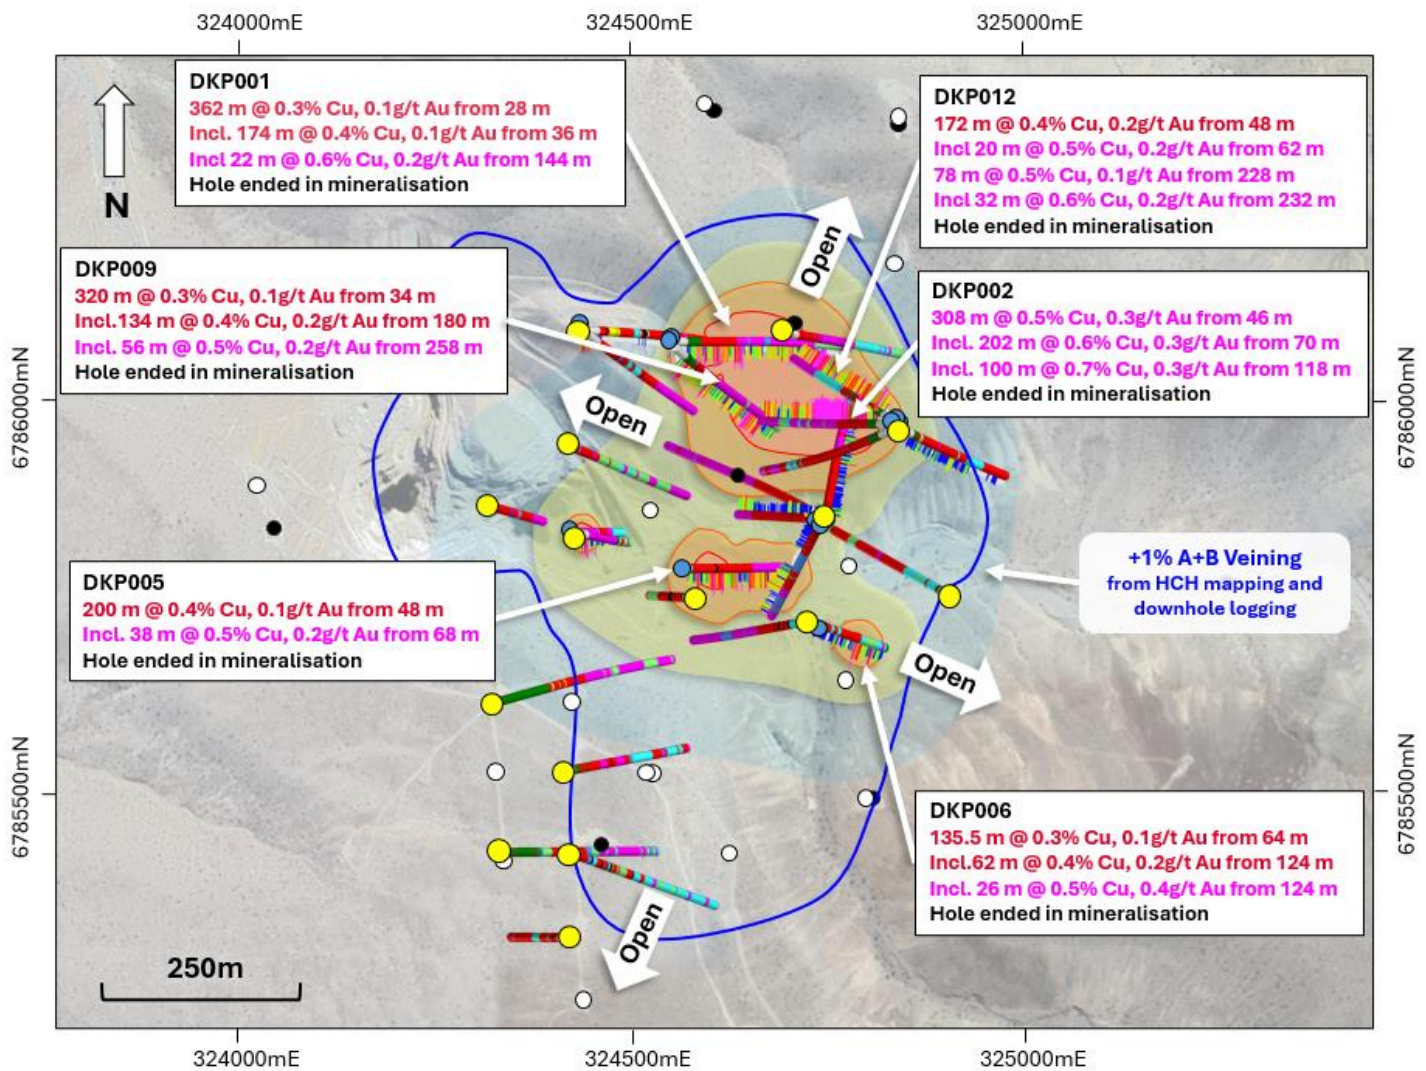 324000mE
324500mE
325000mE
DKP001
362 m @ 0.3% Cu, 0.1g/t Au from 28 m
Incl. 174 m @ 0.4% Cu, 0.1g/t Au from 36 m
Incl 22 m @ 0.6% Cu, 0.2g/t Au from 144 m
Hole ended in mineralisation
DKP012
172 m @ 0.4% Cu, 0.2g/t Au from 48 m
Incl 20 m @ 0.5% Cu, 0.2g/t Au from 62 m
78 m @ 0.5% Cu, 0.1g/t Au from 228 m
Incl 32 m @ 0.6% Cu, 0.2g/t Au from 232 m
Hole ended in mineralisation
N
Open
DKP009
320 m @ 0.3% Cu, 0.1g/t Au from 34 m
Incl.134 m @ 0.4% Cu, 0.2g/t Au from 180 m
Incl. 56 m @ 0.5% Cu, 0.2g/t Au from 258 m
Hole ended in mineralisation
DKP002
308 m @ 0.5% Cu, 0.3g/t Au from 46 m
Incl. 202 m @ 0.6% Cu, 0.3g/t Au from 70 m
Incl. 100 m @ 0.7% Cu, 0.3g/t Au from 118 m
Hole ended in mineralisation
6786000mN
6786000mN
Open
+1% A+B Veining
from HCH mapping and
downhole logging
DKP005
200 m @ 0.4% Cu, 0.1g/t Au from 48 m
Incl. 38 m @ 0.5% Cu, 0.2g/t Au from 68 m
Hole ended in mineralisation
Open
6785500mN
6785500mN
DKP006
135.5 m @ 0.3% Cu, 0.1g/t Au from 64 m
Incl.62 m @ 0.4% Cu, 0.2g/t Au from 124 m
Incl. 26 m @ 0.5% Cu, 0.4g/t Au from 124 m
Hole ended in mineralisation
Open
250m
324000mE
324500mE
325000mE